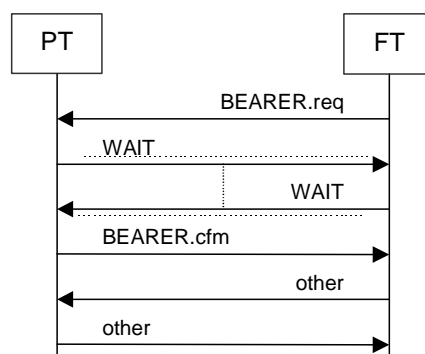 PT
FT
BEARER.req
WAIT
WAIT
BEARER.cfm
other
other